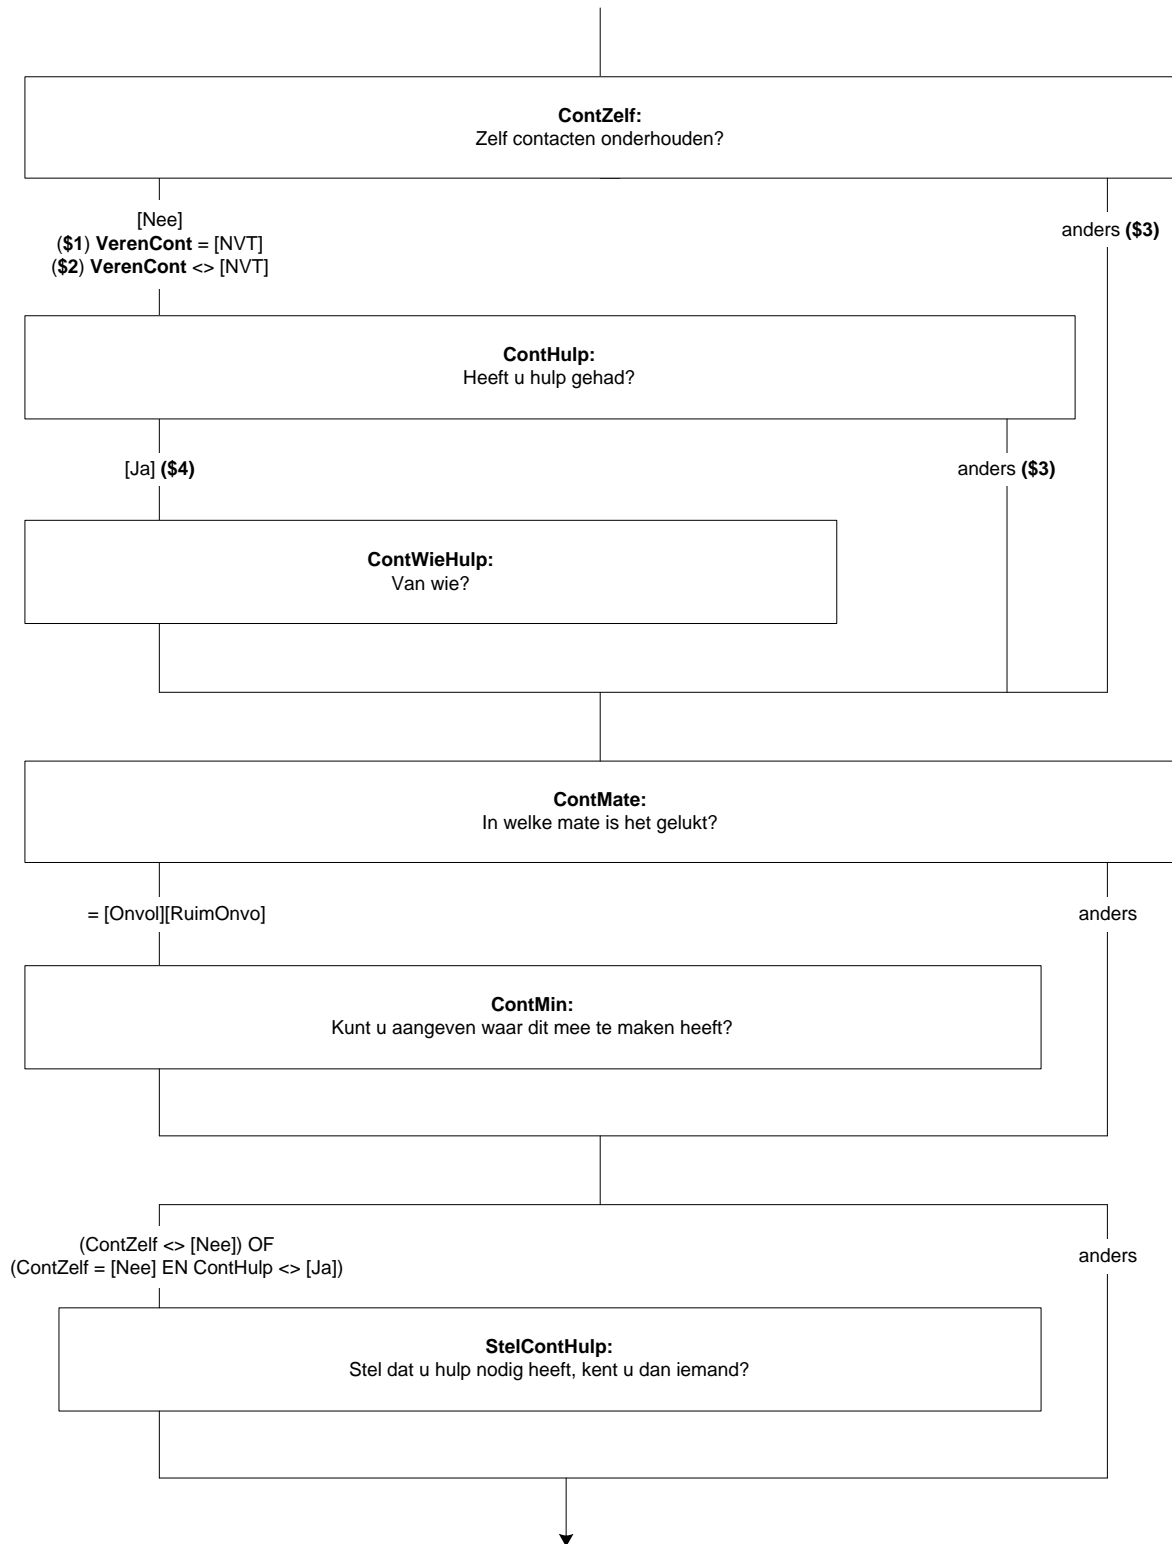 ContZelf:
Zelf contacten onderhouden?
[Nee]
($1) VerenCont = [NVT]
($2) VerenCont <> [NVT]
anders ($3)
ContHulp:
Heeft u hulp gehad?
[Ja] ($4)
anders ($3)
ContWieHulp:
Van wie?
ContMate:
In welke mate is het gelukt?
= [Onvol][RuimOnvo]
anders
ContMin:
Kunt u aangeven waar dit mee te maken heeft?
(ContZelf <> [Nee]) OF
(ContZelf = [Nee] EN ContHulp <> [Ja])
anders
StelContHulp:
Stel dat u hulp nodig heeft, kent u dan iemand?